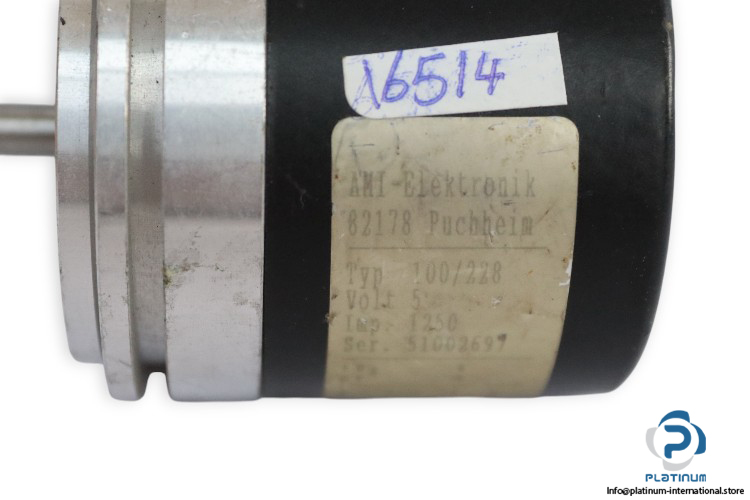 16514
AMI-Elektronik
82178 Puchheim
Typ 100/228
Volt 5
Imp. 1250
Ser. 51002697
PLATINUM
Info@platinum-international.store